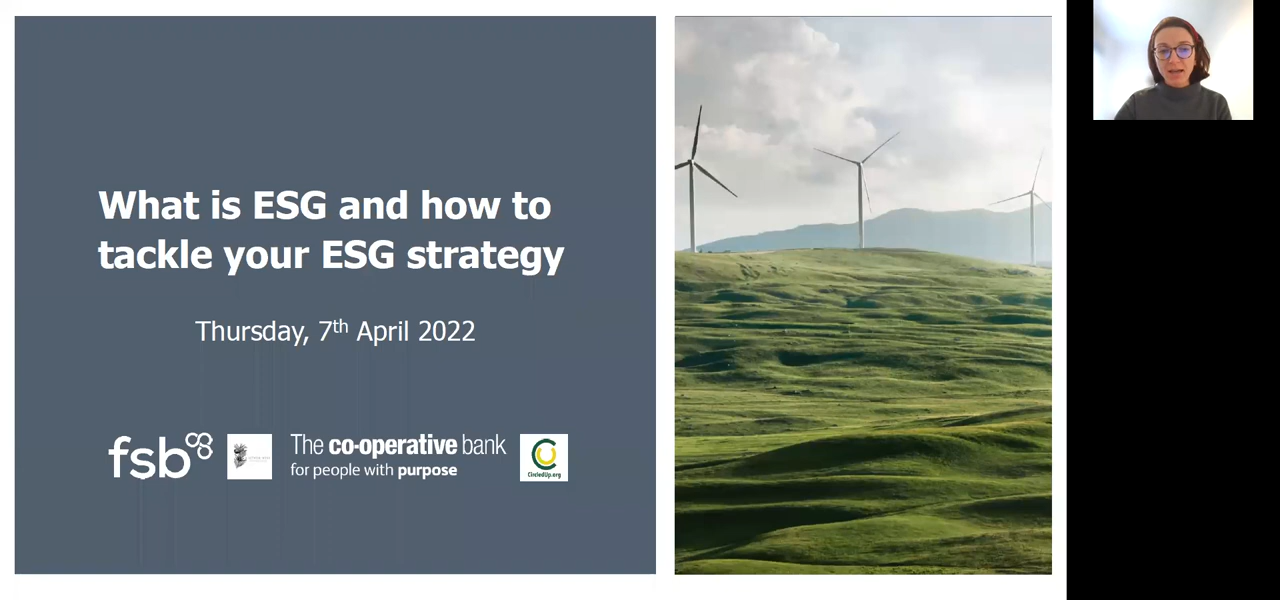 What is ESG and how to
tackle your ESG strategy
Thursday, 7th April 2022
fsb
The co-operative bank
for people with purpose
CircledUp.org